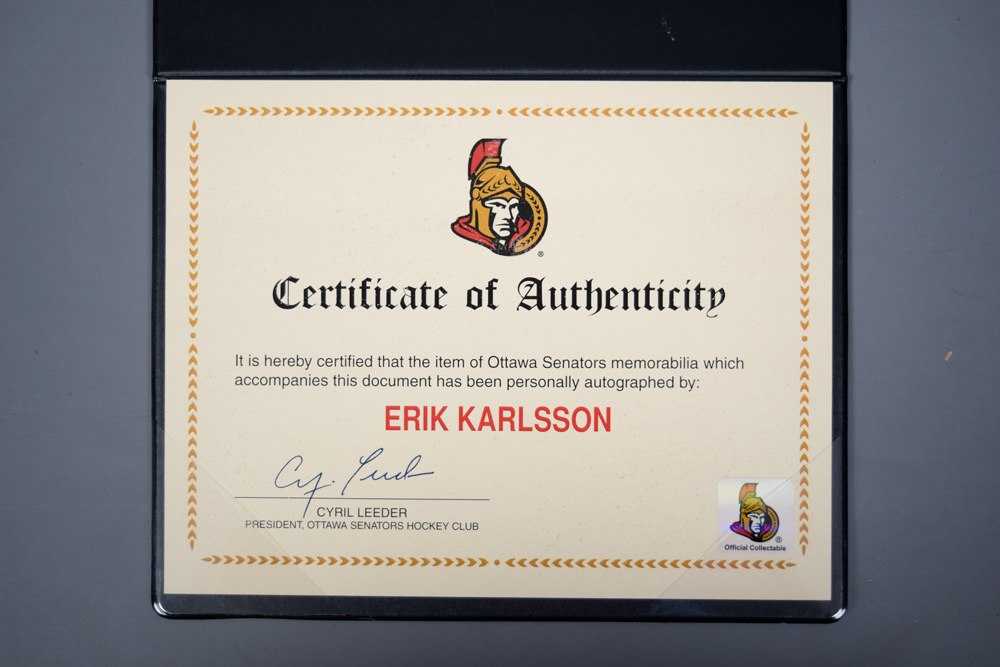 ®
Certificate of Authenticity
It is hereby certified that the item of Ottawa Senators memorabilia which
accompanies this document has been personally autographed by:
ERIK KARLSSON
CYRIL LEEDER
PRESIDENT, OTTAWA SENATORS HOCKEY CLUB
®
Official Collectable